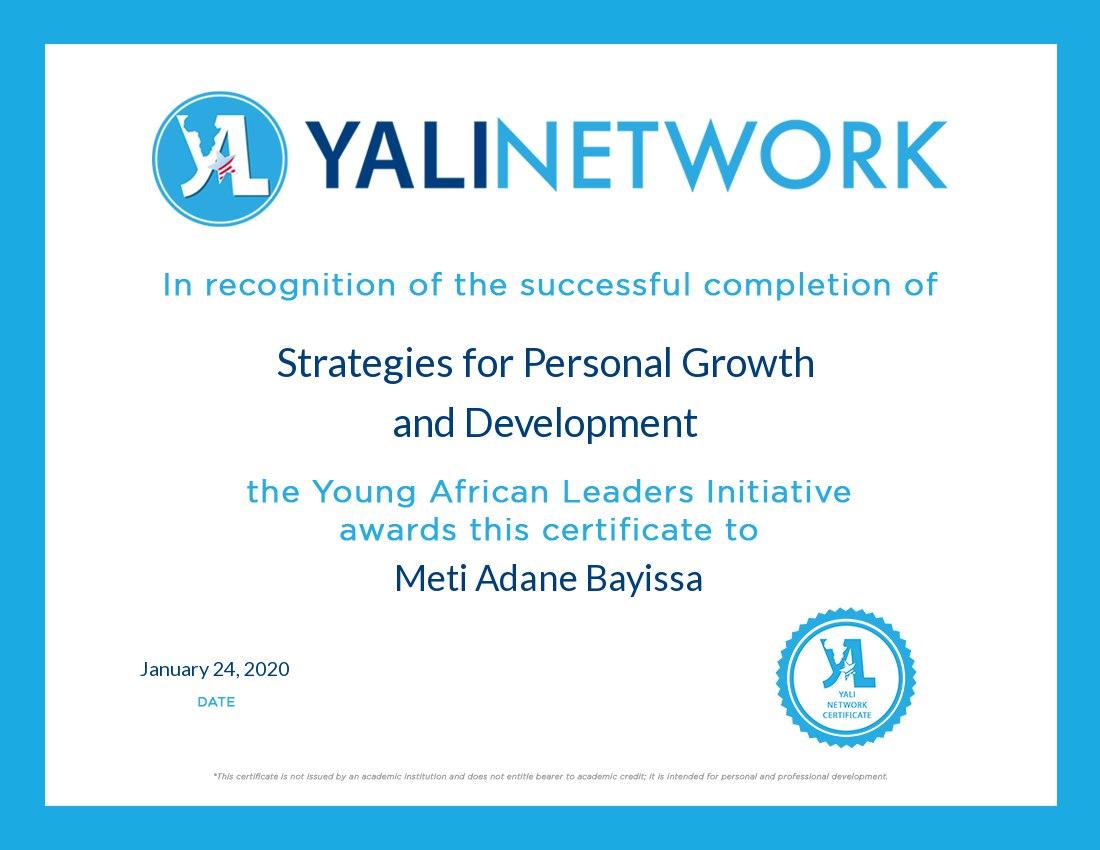 YALINETWORK
In recognition of the successful completion of
Strategies for Personal Growth
and Development
the Young African Leaders Initiative
awards this certificate to
Meti Adane Bayissa
January 24, 2020
DATE
YALI
NETWORK
CERTIFICATE
*This certificate is not issued by an academic institution and does not entitle bearer to academic credit; it is intended for personal and professional development.